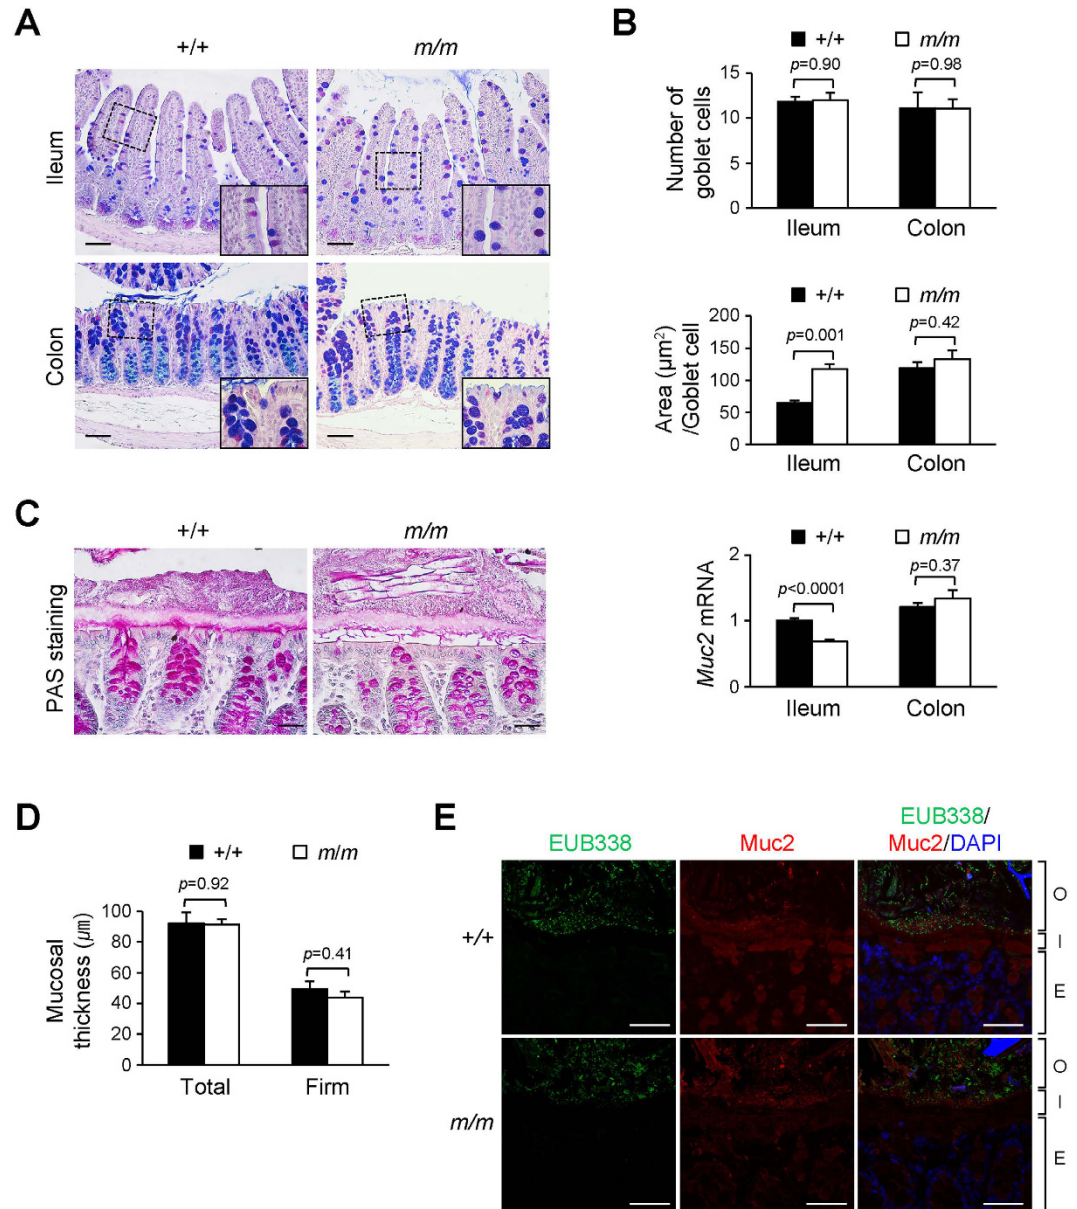 A
+/+
m/m
Ileum
Colon
B
+/+
m/m
p=0.90
p=0.98
Number of
goblet cells
15
10
5
0
Ileum
Colon
+/+
m/m
p=0.001
p=0.42
Area (µm²)
/Goblet cell
200
150
100
50
0
Ileum
Colon
+/+
m/m
p<0.0001
p=0.37
Muc2 mRNA
2
1
0
Ileum
Colon
C
+/+
m/m
PAS staining
D
+/+
m/m
p=0.92
p=0.41
Mucosal
thickness (㎛)
100
80
60
40
20
0
Total
Firm
E
EUB338
Muc2
EUB338/
Muc2/DAPI
+/+
O
I
E
m/m
O
I
E